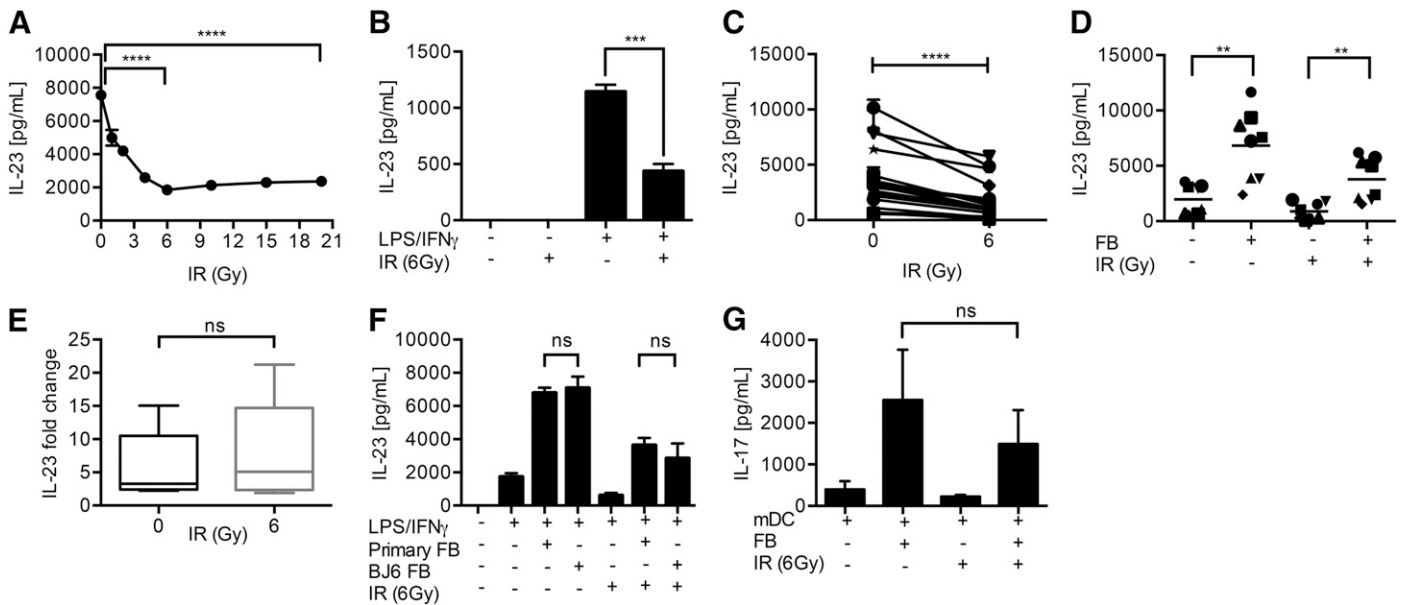 A
****
****
IL-23 [pg/mL]
10000
8000
6000
4000
2000
0
0 3 6 9 12 15 18 21
IR (Gy)
B
***
IL-23 [pg/mL]
1500
1000
500
0
LPS/IFNγ - - + +
IR (6Gy) - + - +
C
****
IL-23 [pg/mL]
15000
10000
5000
0
0 6
IR (Gy)
D
** **
IL-23 [pg/mL]
15000
10000
5000
0
FB - + - +
IR (Gy) - - + +
E
ns
IL-23 fold change
25
20
15
10
5
0
0 6
IR (Gy)
F
ns ns
IL-23 [pg/mL]
10000
8000
6000
4000
2000
0
LPS/IFNγ - + + + + + +
Primary FB - - + - - + -
BJ6 FB - - - + - - +
IR (6Gy) - - - - + + +
G
ns
IL-17 [pg/mL]
4000
3000
2000
1000
0
mDC + + + +
FB - + - +
IR (6Gy) - - + +